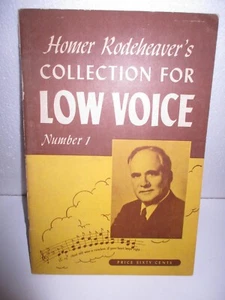 Homer Rodeheaver's
COLLECTION FOR
LOW VOICE
Number 1
PRICE SIXTY CENTS